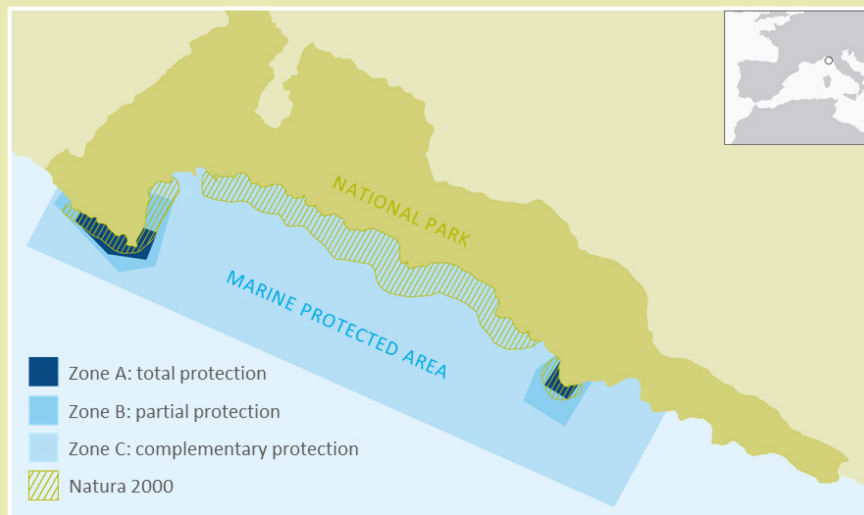 NATIONAL PARK
MARINE PROTECTED AREA
Zone A: total protection
Zone B: partial protection
Zone C: complementary protection
Natura 2000